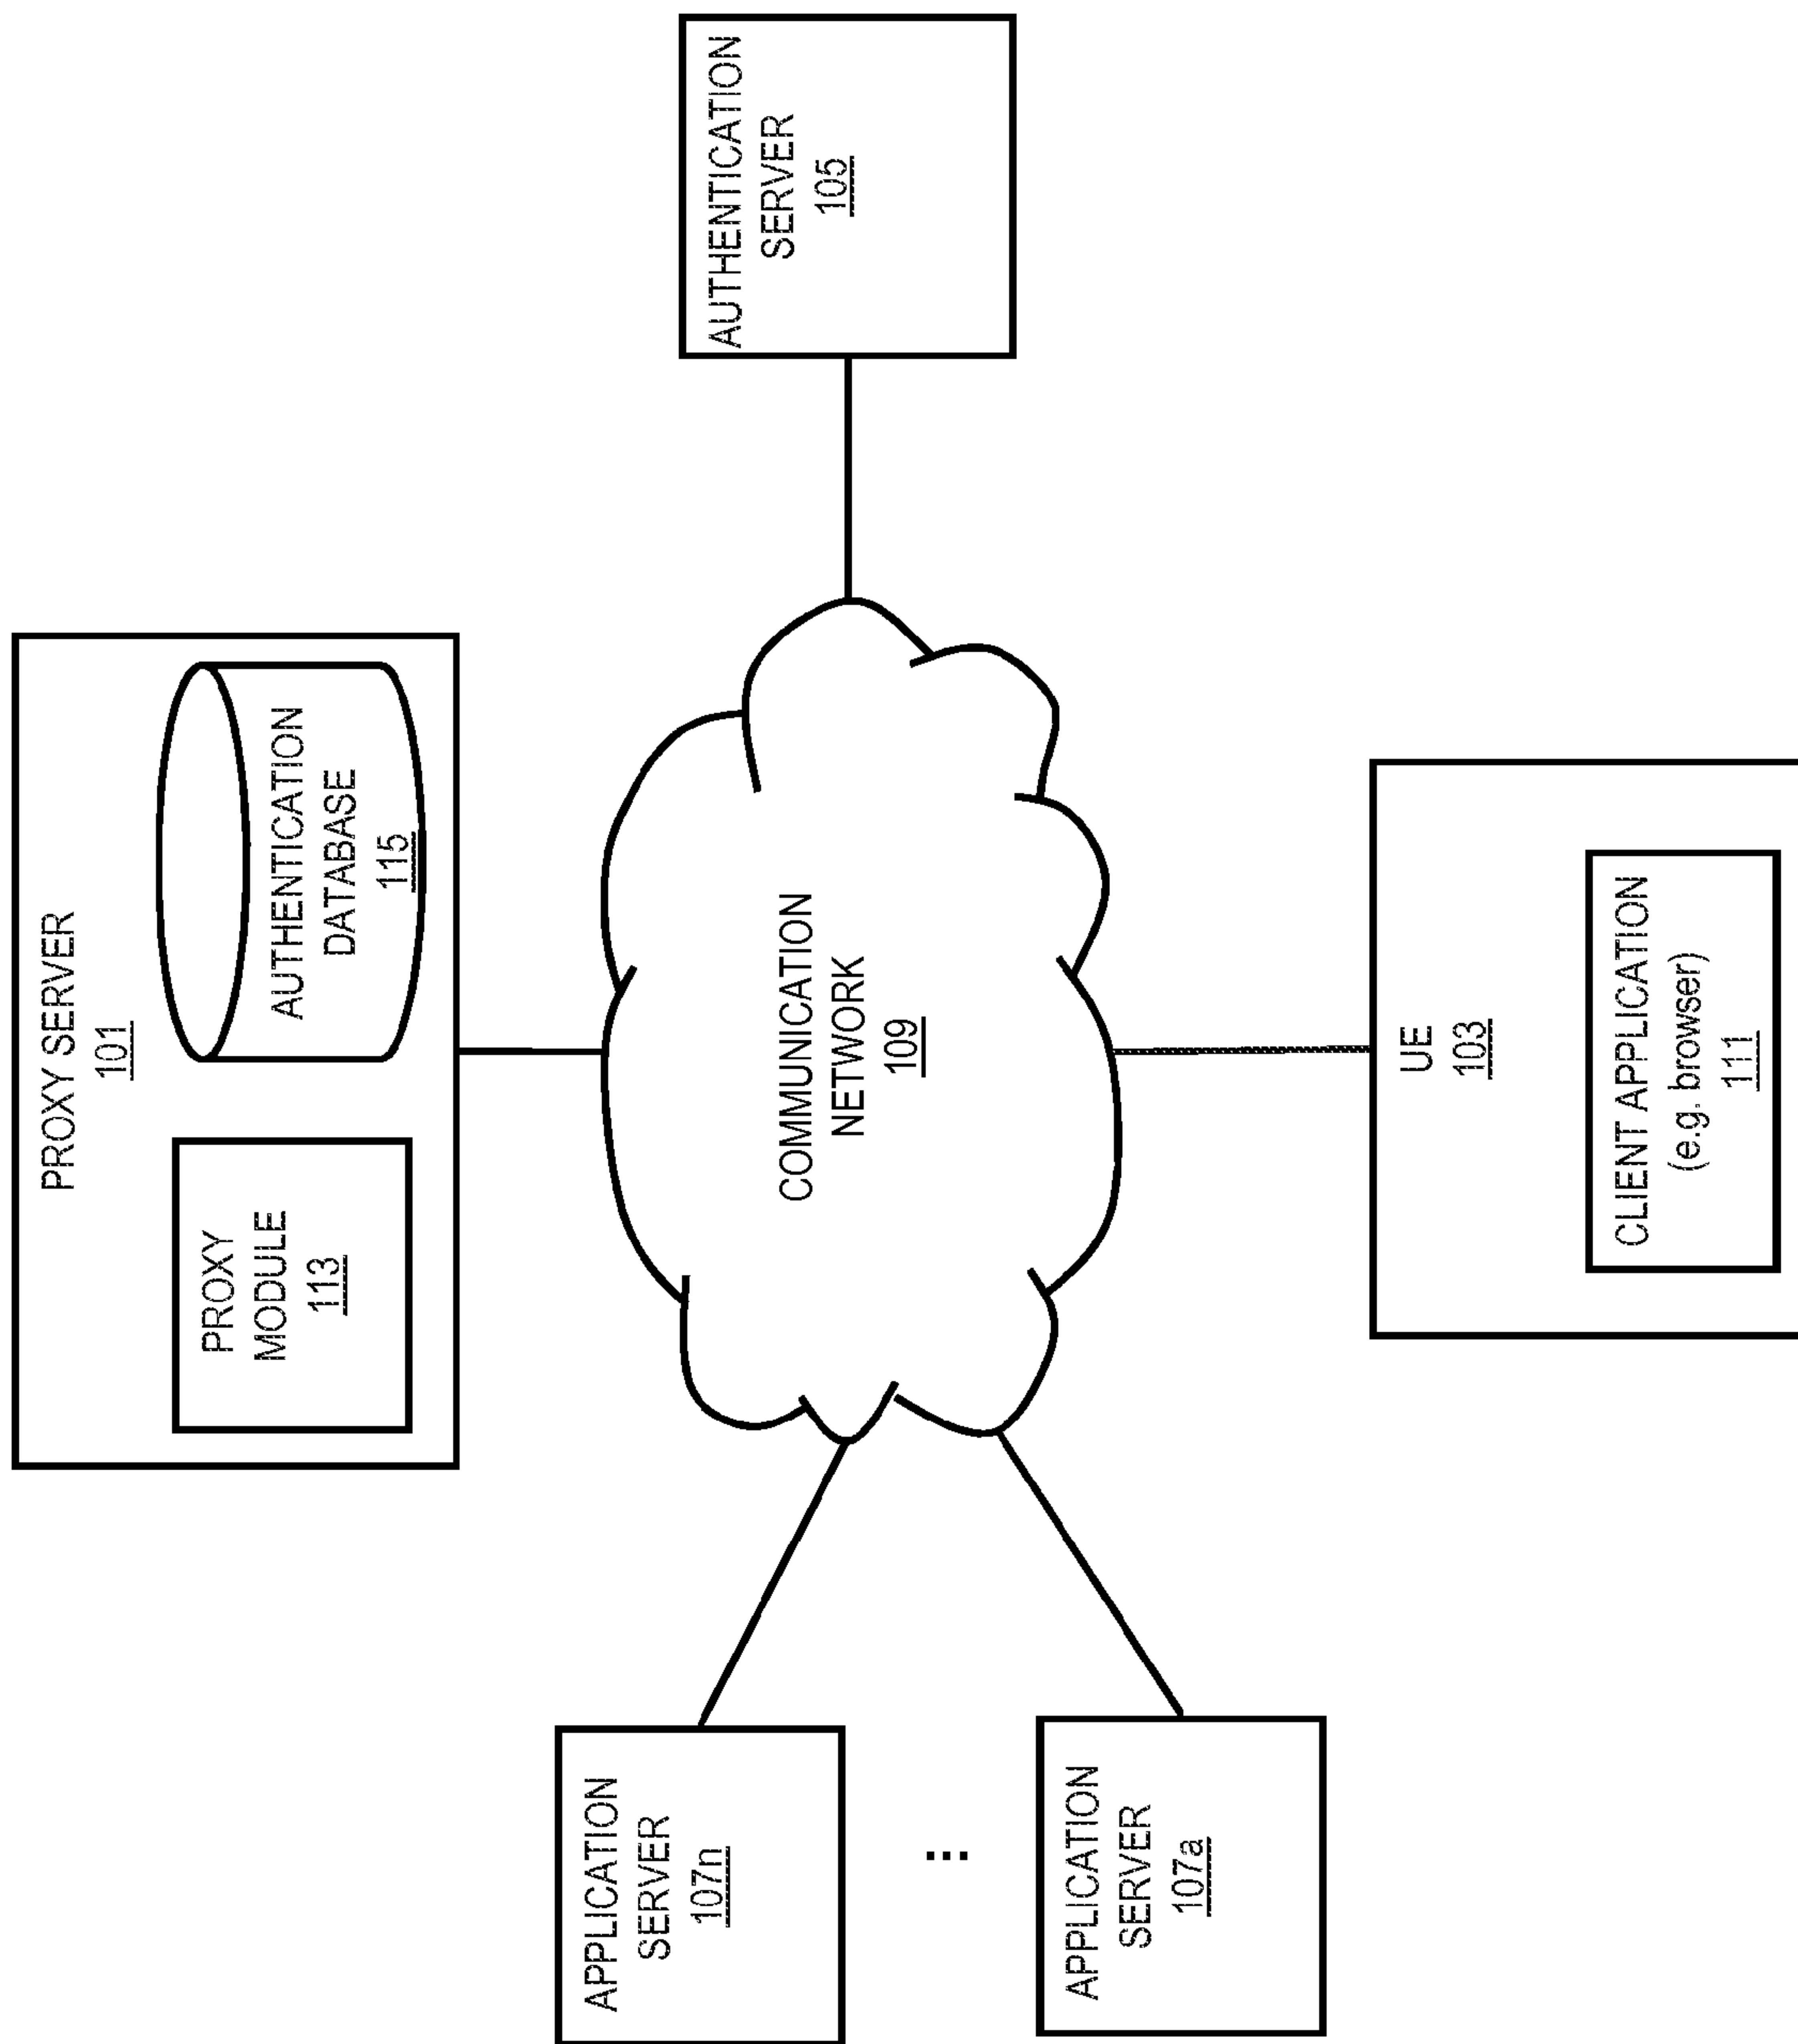 PROXY SERVER
101
PROXY
MODULE
113
AUTHENTICATION
DATABASE
115
APPLICATION
SERVER
107n
...
APPLICATION
SERVER
107a
COMMUNICATION
NETWORK
109
AUTHENTICATION
SERVER
105
UE
103
CLIENT APPLICATION
(e.g. browser)
111